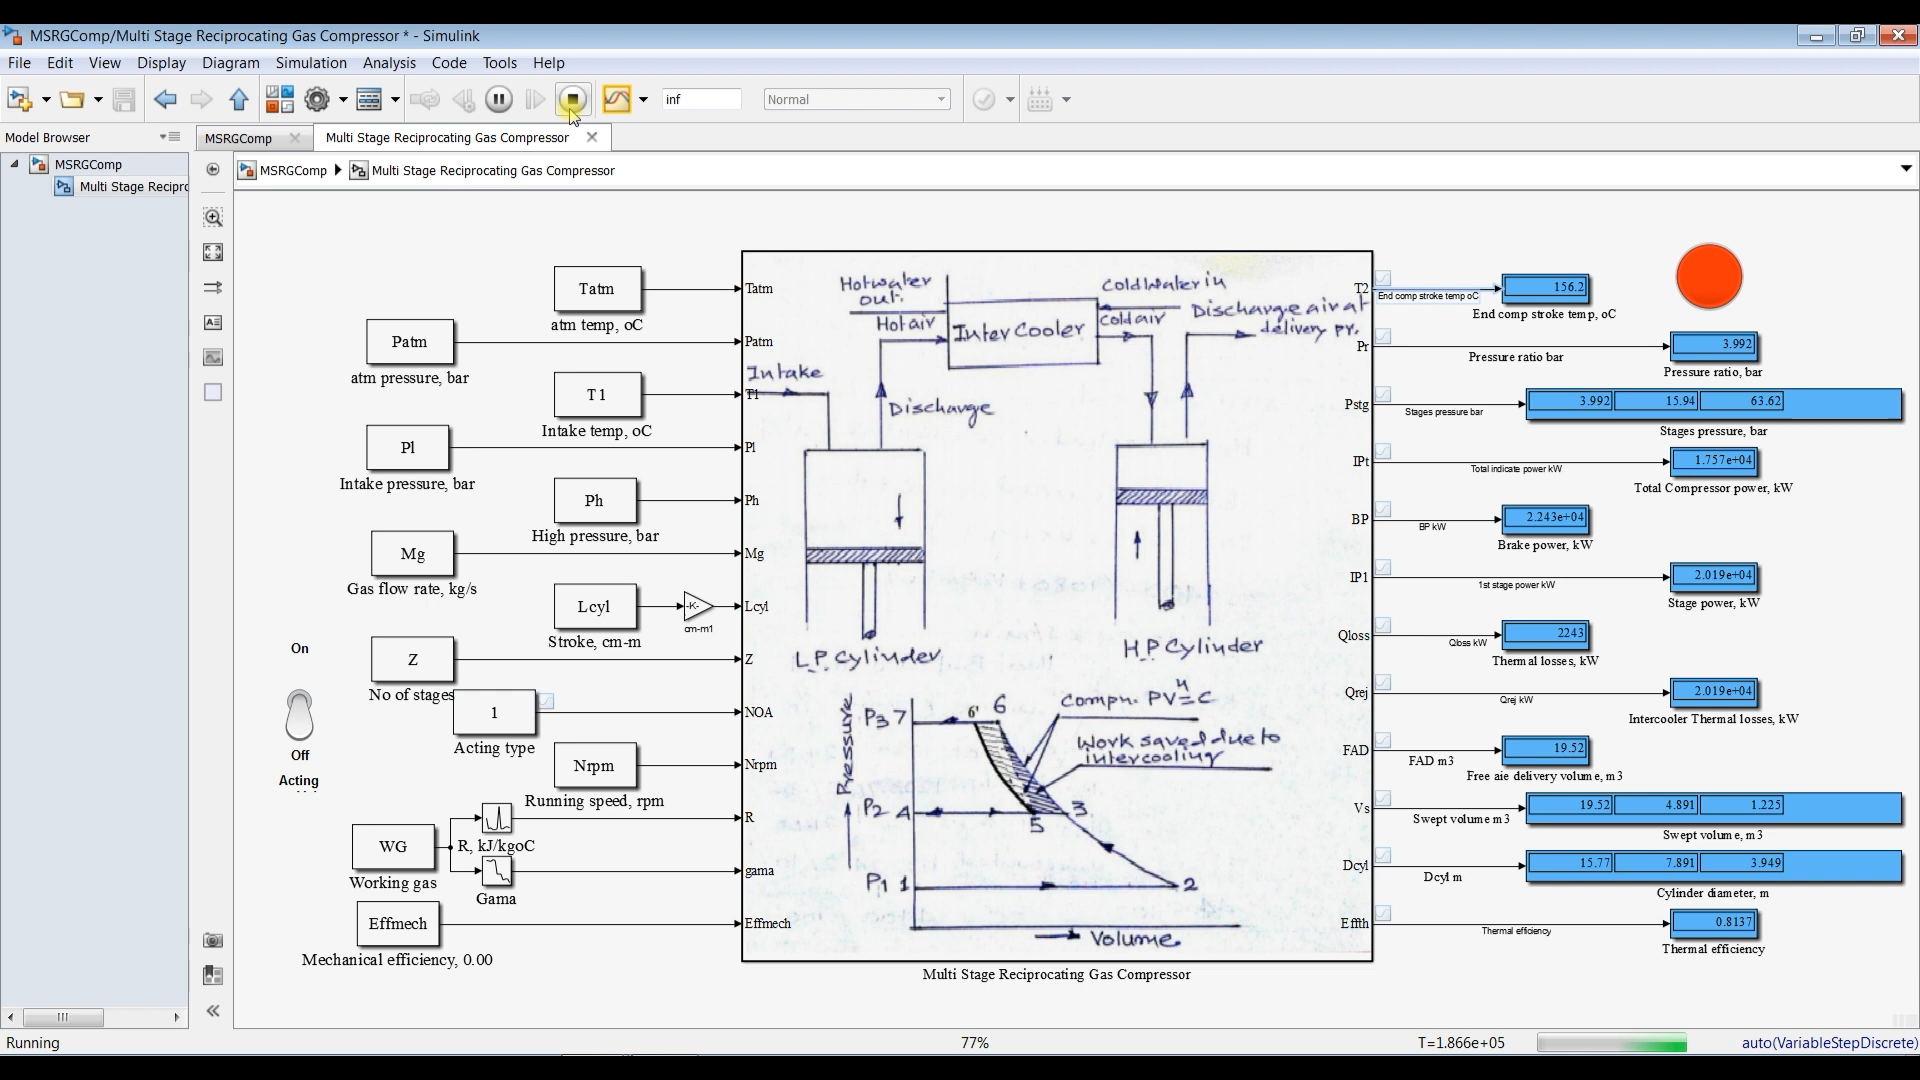 MSRGComp/Multi Stage Reciprocating Gas Compressor * - Simulink
File Edit View Display Diagram Simulation Analysis Code Tools Help
inf
Normal
Model Browser
MSRGComp
Multi Stage Reciprocating Gas Compressor
MSRGComp
Multi Stage Recipro
MSRGComp
Multi Stage Reciprocating Gas Compressor
Tatm
atm temp, oC
Patm
atm pressure, bar
T1
Intake temp, oC
Pl
Intake pressure, bar
Ph
High pressure, bar
Mg
Gas flow rate, kg/s
Lcyl
Stroke, cm-m
-K-
cm-m1
Z
No of stages
On
Off
Acting
1
Acting type
Nrpm
Running speed, rpm
WG
Working gas
R, kJ/kgoC
Gama
Effmech
Mechanical efficiency, 0.00
Tatm
Patm
T1
Pl
Ph
Mg
Lcyl
Z
NOA
Nrpm
R
gama
Effmech
Hotwater out.
Hot air
Inter Cooler
Cold Water in
Cold air
Discharge air at
delivery pr.
Intake
Discharge
L.P. Cylinder
H.P Cylinder
Pressure
P3 7
6' 6
Compn. PVⁿ=C
Work saved due to
intercooling
P2 4
5
3
P1 1
2
Volume
Multi Stage Reciprocating Gas Compressor
T2
End comp stroke temp oC
156.2
End comp stroke temp, oC
Pr
Pressure ratio bar
3.992
Pressure ratio, bar
Pstg
Stages pressure bar
3.992 15.94 63.62
Stages pressure, bar
IPt
Total indicate power kW
1.757e+04
Total Compressor power, kW
BP
BP kW
2.243e+04
Brake power, kW
IP1
1st stage power kW
2.019e+04
Stage power, kW
Qloss
Qloss kW
2243
Thermal losses, kW
Qrej
Qrej kW
2.019e+04
Intercooler Thermal losses, kW
FAD
FAD m3
19.52
Free aie delivery volume, m3
Vs
Swept volume m3
19.52 4.891 1.225
Swept volume, m3
Dcyl
Dcyl m
15.77 7.891 3.949
Cylinder diameter, m
Effth
Thermal efficiency
0.8137
Thermal efficiency
Running
77%
T=1.866e+05
auto(VariableStepDiscrete)